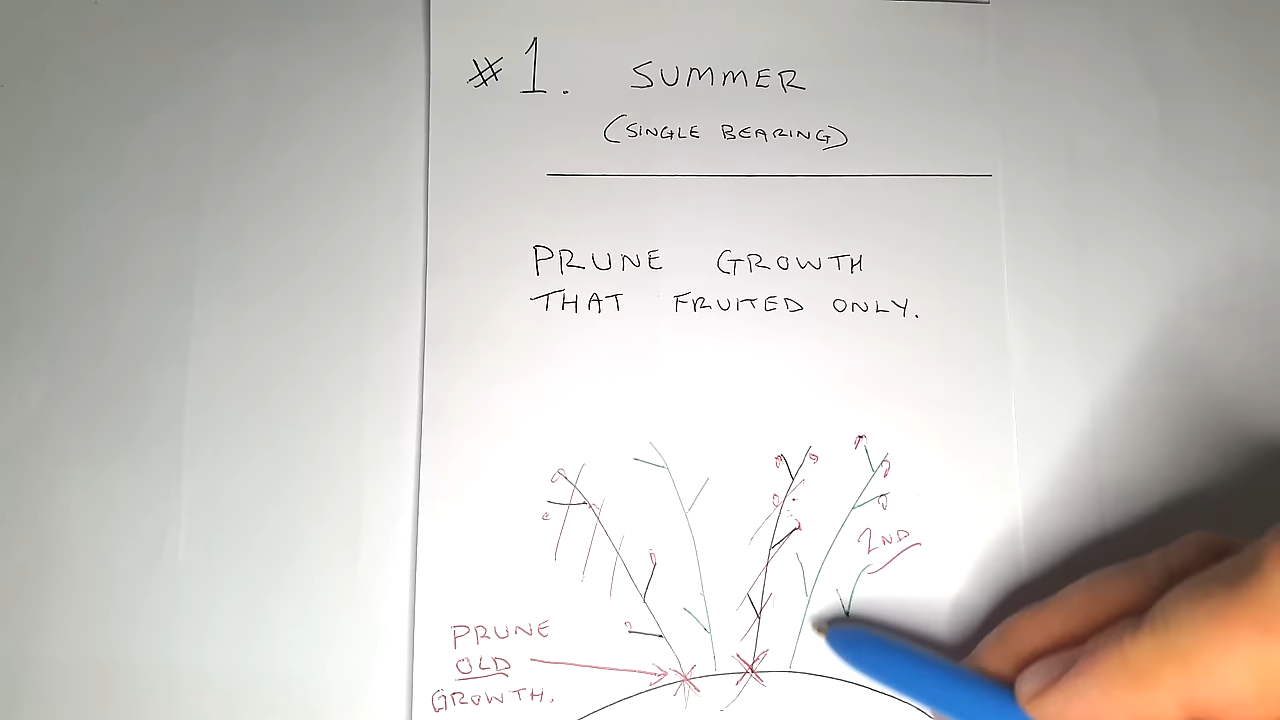 #1. SUMMER
(SINGLE BEARING)
PRUNE GROWTH
THAT FRUITED ONLY.
2ND
PRUNE
OLD
GROWTH.